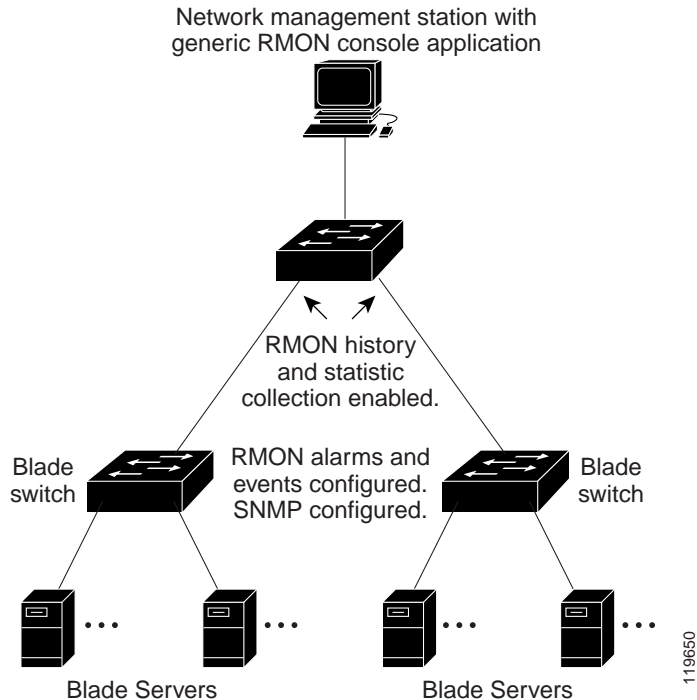 Network management station with
generic RMON console application
RMON history
and statistic
collection enabled.
Blade
switch
RMON alarms and
events configured.
SNMP configured.
Blade
switch
Blade Servers
Blade Servers
119650